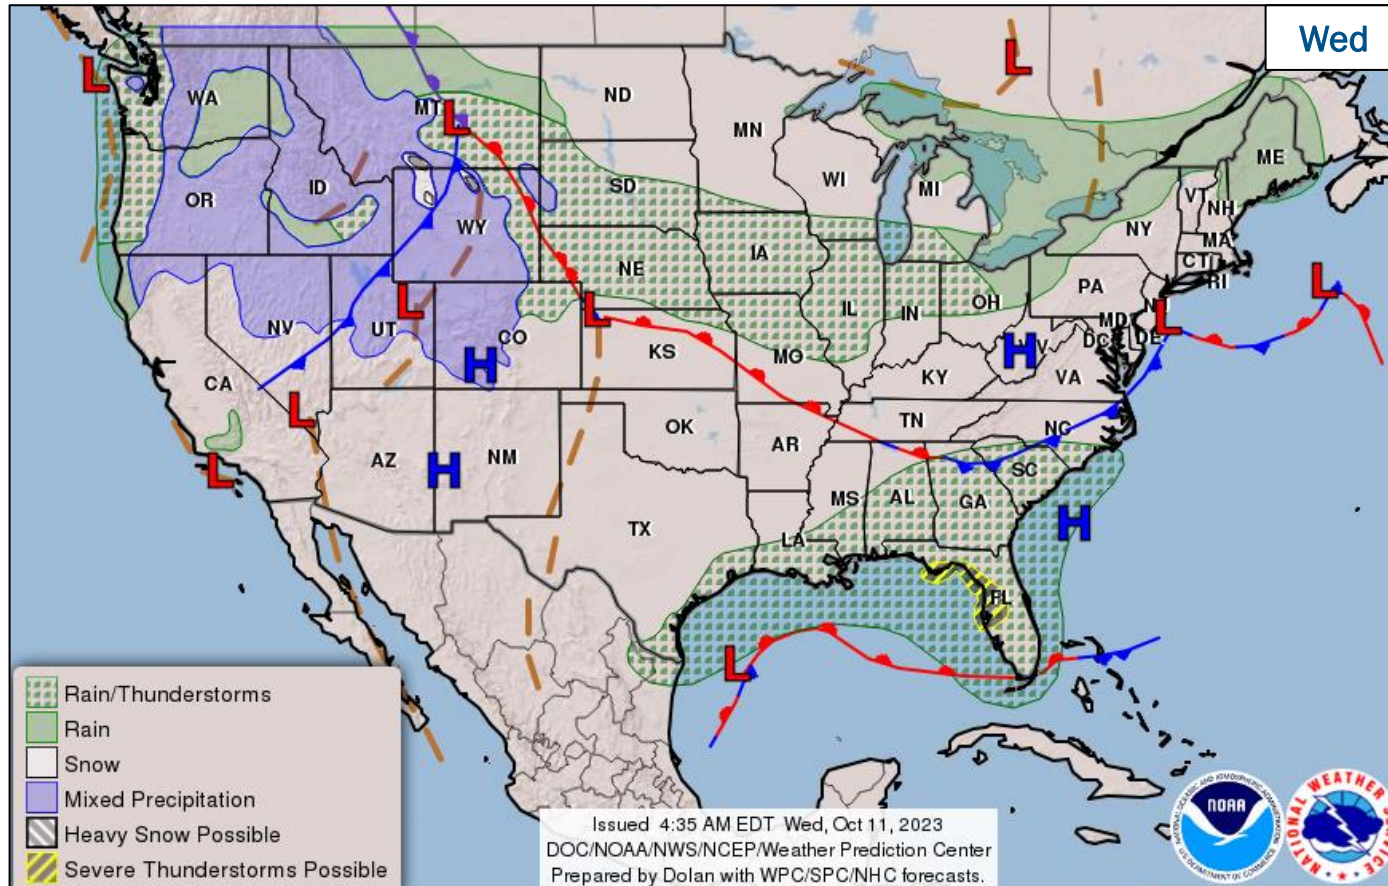 Wed
L
L
WA
MT
L
ND
MN
OR
ID
WY
SD
WI
MI
ME
VT
NH
NY
MA
CT
RI
IA
NE
IL
IN
OH
PA
L
L
NV
UT
L
CO
H
L
KS
MO
KY
H
MD
DC
DE
L
VA
CA
L
AZ
H
NM
OK
AR
TN
NC
SC
L
TX
MS
AL
GA
H
LA
FL
L
Rain/Thunderstorms
Rain
Snow
Mixed Precipitation
Heavy Snow Possible
Severe Thunderstorms Possible
Issued 4:35 AM EDT Wed, Oct 11, 2023
DOC/NOAA/NWS/NCEP/Weather Prediction Center
Prepared by Dolan with WPC/SPC/NHC forecasts.
NOAA